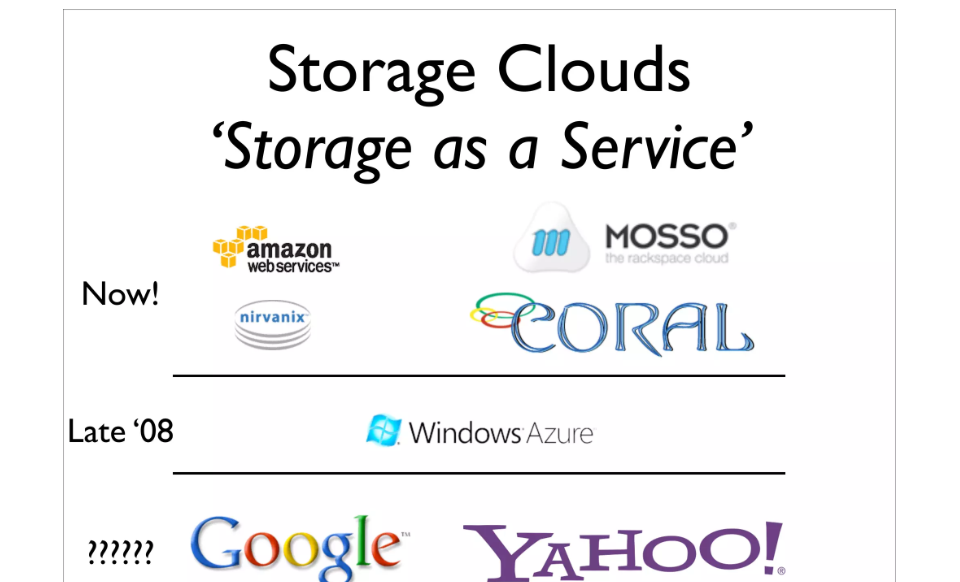 Storage Clouds
‘Storage as a Service’
Now!
amazon
webservices™
MOSSO®
the rackspace cloud
nirvanix
CORAL
Late ‘08
Windows Azure
??????
Google™
YAHOO!®